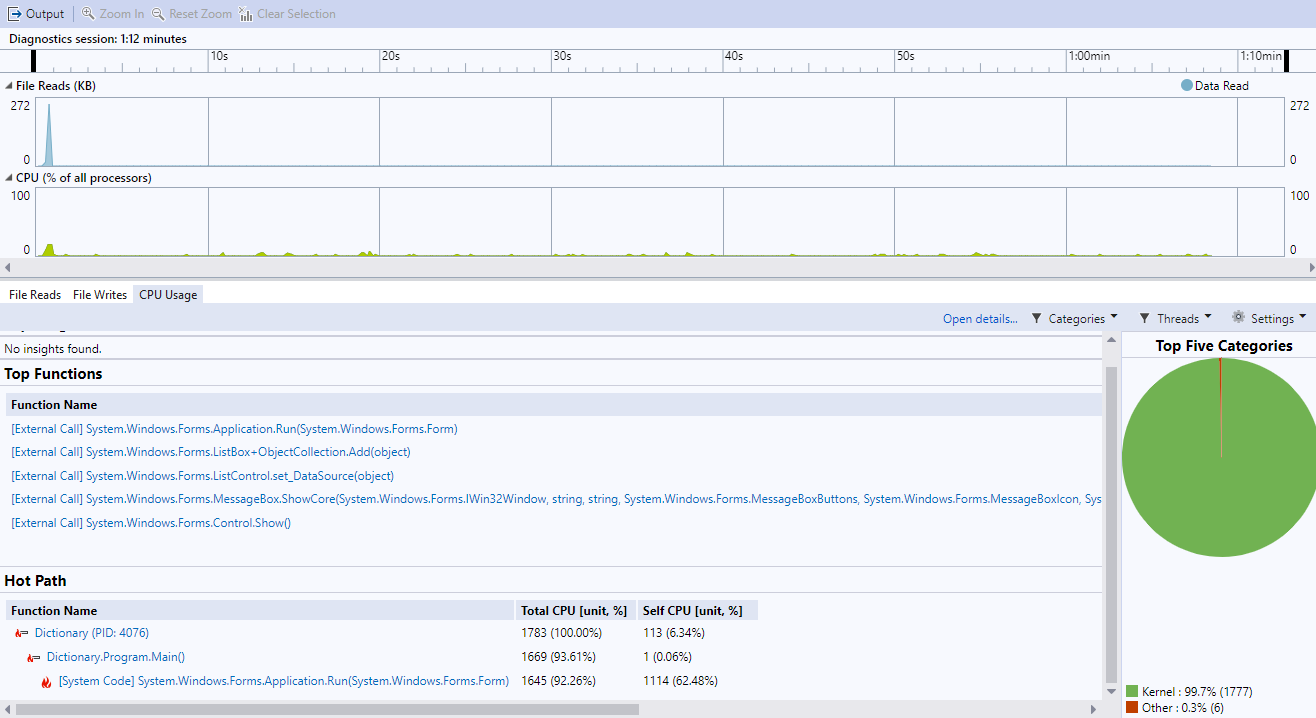 Output Zoom In Reset Zoom Clear Selection
Diagnostics session: 1:12 minutes
10s 20s 30s 40s 50s 1:00min 1:10min
File Reads (KB) Data Read
272 272
0 0
CPU (% of all processors)
100 100
0 0
File Reads File Writes CPU Usage
Open details... Categories Threads Settings
No insights found.
Top Functions
Function Name
[External Call] System.Windows.Forms.Application.Run(System.Windows.Forms.Form)
[External Call] System.Windows.Forms.ListBox+ObjectCollection.Add(object)
[External Call] System.Windows.Forms.ListControl.set_DataSource(object)
[External Call] System.Windows.Forms.MessageBox.ShowCore(System.Windows.Forms.IWin32Window, string, string, System.Windows.Forms.MessageBoxButtons, System.Windows.Forms.MessageBoxIcon, Sys
[External Call] System.Windows.Forms.Control.Show()
Hot Path
Function Name Total CPU [unit, %] Self CPU [unit, %]
Dictionary (PID: 4076) 1783 (100.00%) 113 (6.34%)
Dictionary.Program.Main() 1669 (93.61%) 1 (0.06%)
[System Code] System.Windows.Forms.Application.Run(System.Windows.Forms.Form) 1645 (92.26%) 1114 (62.48%)
Top Five Categories
Kernel : 99.7% (1777)
Other : 0.3% (6)